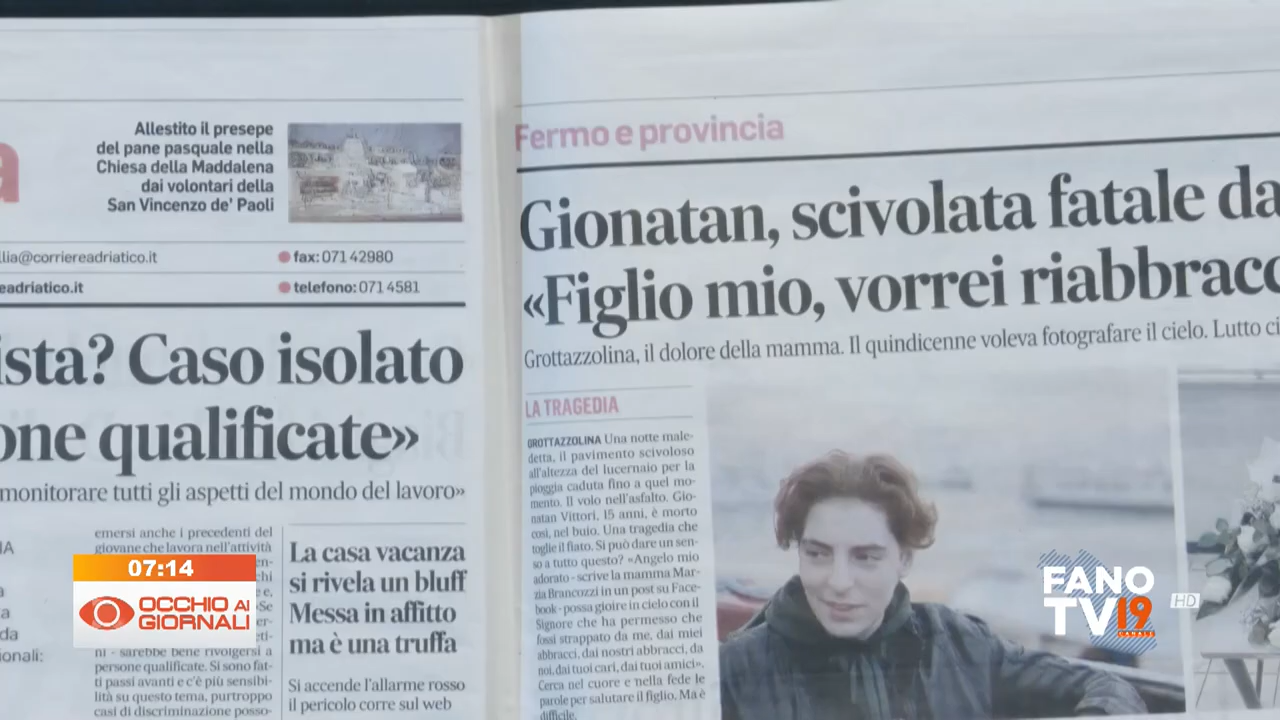 Allestito il presepe
del pane pasquale nella
Chiesa della Maddalena
dai volontari della
San Vincenzo de' Paoli
a
llia@corriereadriatico.it
fax: 071 42980
eadriatico.it
telefono: 071 4581
ista? Caso isolato
one qualificate»
monitorare tutti gli aspetti del mondo del lavoro»
emersi anche i precedenti del
giovane che lavora nell'attività
ni - sarebbe bene rivolgersi a
persone qualificate. Si sono fat-
ti passi avanti e c'è più sensibi-
lità su questo tema, purtroppo
casi di discriminazione posso-
La casa vacanza
si rivela un bluff
Messa in affitto
ma è una truffa
Si accende l'allarme rosso
il pericolo corre sul web
Fermo e provincia
Gionatan, scivolata fatale da
«Figlio mio, vorrei riabbracc
Grottazzolina, il dolore della mamma. Il quindicenne voleva fotografare il cielo. Lutto ci
LA TRAGEDIA
GROTTAZZOLINA Una notte male-
detta, il pavimento scivoloso
all'altezza del lucernaio per la
pioggia caduta fino a quel mo-
mento. Il volo nell'asfalto. Gio-
natan Vittori, 15 anni, è morto
così, nel buio. Una tragedia che
toglie il fiato. Si può dare un sen-
so a tutto questo? «Angelo mio
adorato - scrive la mamma Mar-
zia Brancozzi in un post su Face-
book - possa gioire in cielo con il
Signore che ha permesso che
fossi strappato da me, dai miei
abbracci, dai nostri abbracci, da
noi, dai tuoi cari, dai tuoi amici».
Cerca nel cuore e nella fede le
parole per salutare il figlio. Ma è
difficile.
07:14
OCCHIO AI
GIORNALI
FANO
TV 19
CANALE
HD